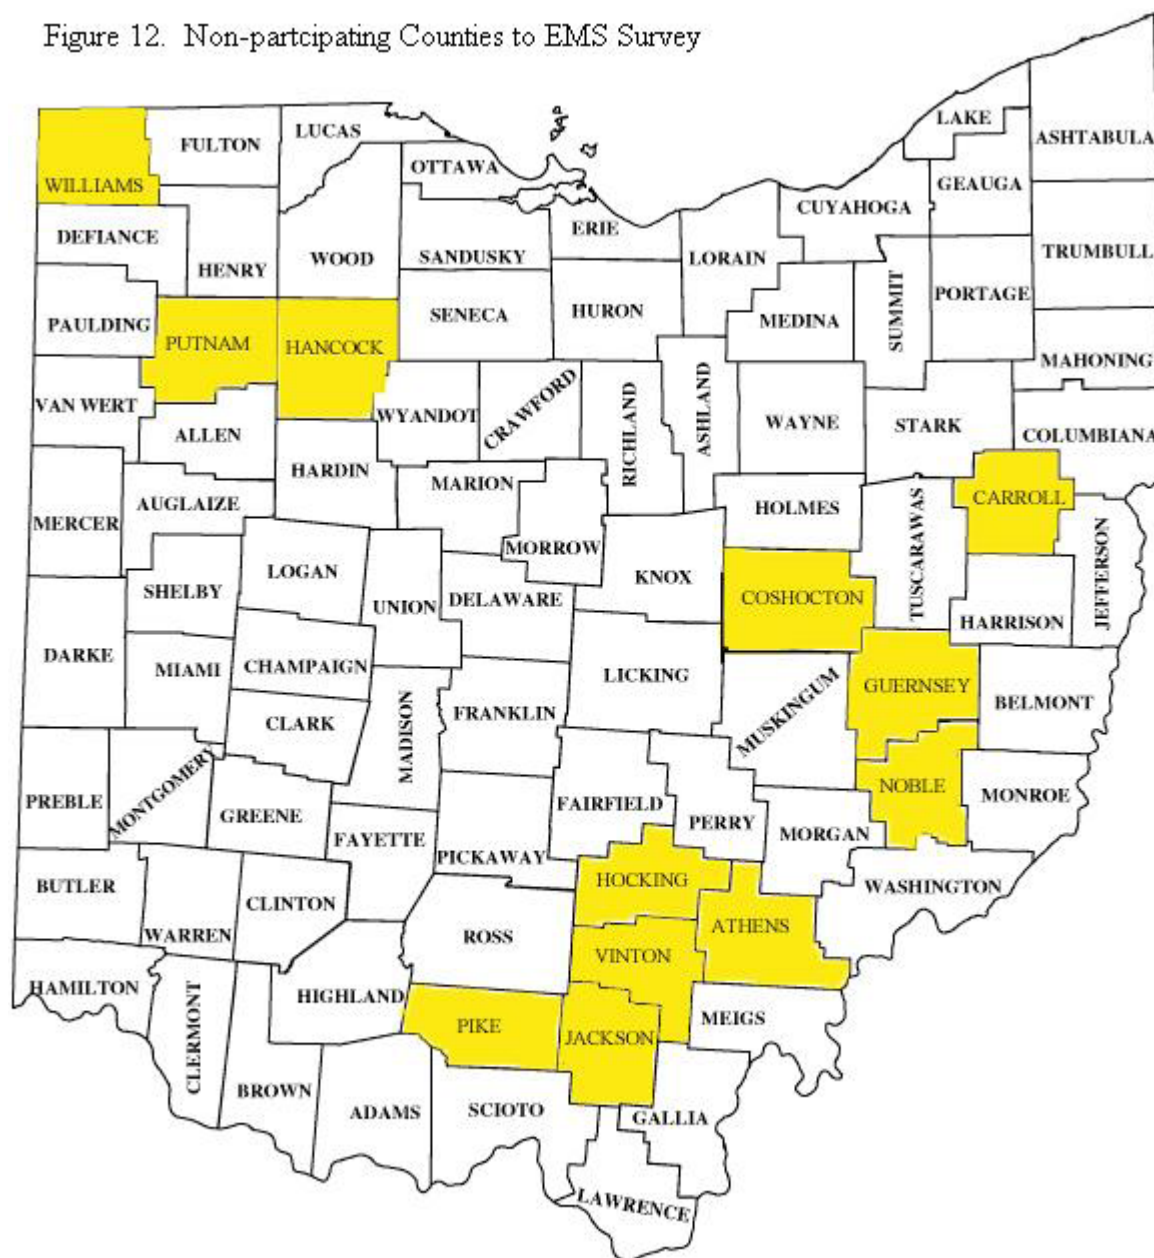 Figure 12.  Non-partcipating Counties to EMS Survey
LAKE
LUCAS
ASHTABULA
FULTON
OTTAWA
GEAUGA
WILLIAMS
CUYAHOGA
ERIE
DEFIANCE
WOOD
SANDUSKY
LORAIN
TRUMBULL
HENRY
PORTAGE
SENECA
HURON
MEDINA
SUMMIT
PAULDING
PUTNAM
HANCOCK
MAHONING
VAN WERT
WYANDOT
CRAWFORD
RICHLAND
ASHLAND
WAYNE
STARK
COLUMBIANA
ALLEN
HARDIN
MARION
AUGLAIZE
HOLMES
CARROLL
MERCER
MORROW
TUSCARAWAS
JEFFERSON
LOGAN
KNOX
SHELBY
UNION
DELAWARE
COSHOCTON
HARRISON
DARKE
MIAMI
CHAMPAIGN
LICKING
GUERNSEY
BELMONT
CLARK
MADISON
FRANKLIN
MUSKINGUM
PREBLE
MONTGOMERY
GREENE
FAIRFIELD
NOBLE
MONROE
FAYETTE
PERRY
MORGAN
PICKAWAY
BUTLER
HOCKING
WASHINGTON
CLINTON
WARREN
ROSS
ATHENS
VINTON
HAMILTON
HIGHLAND
CLERMONT
PIKE
JACKSON
MEIGS
BROWN
ADAMS
SCIOTO
GALLIA
LAWRENCE